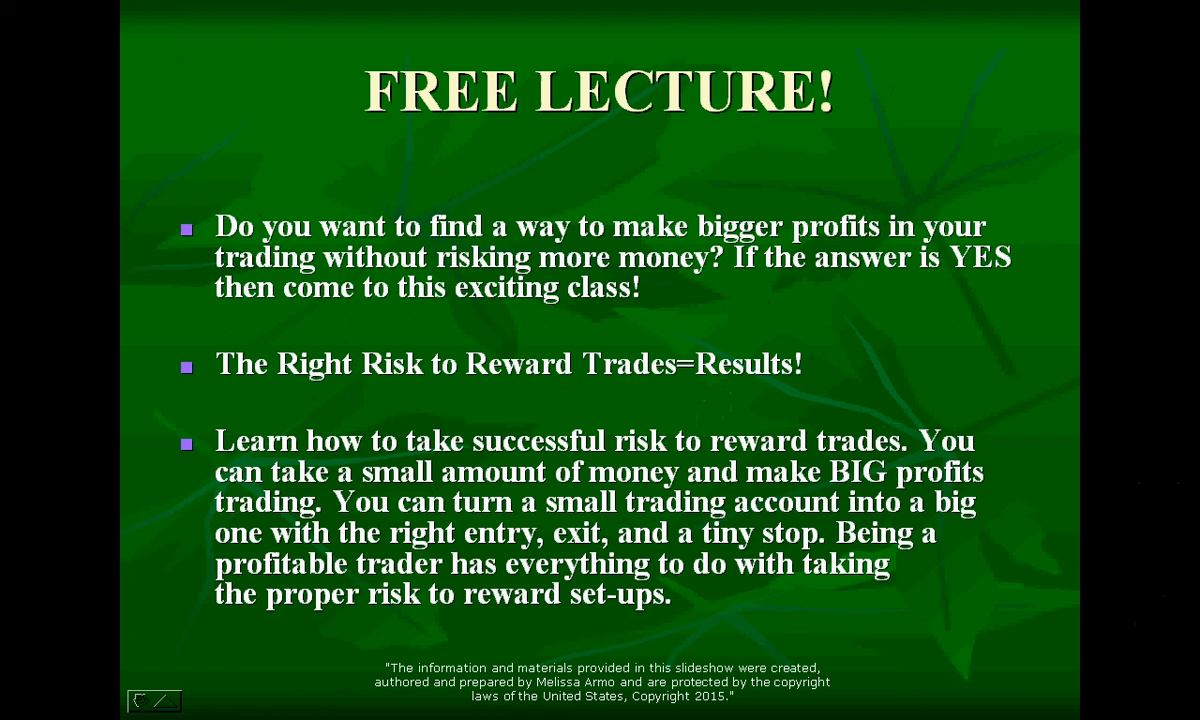 FREE LECTURE!
Do you want to find a way to make bigger profits in your
trading without risking more money? If the answer is YES
then come to this exciting class!
The Right Risk to Reward Trades=Results!
Learn how to take successful risk to reward trades. You
can take a small amount of money and make BIG profits
trading. You can turn a small trading account into a big
one with the right entry, exit, and a tiny stop. Being a
profitable trader has everything to do with taking
the proper risk to reward set-ups.
"The information and materials provided in this slideshow were created,
authored and prepared by Melissa Armo and are protected by the copyright
laws of the United States, Copyright 2015."